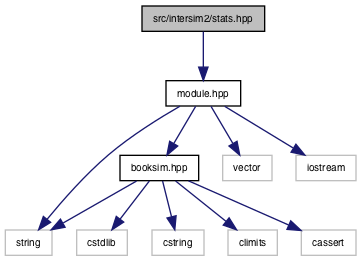 src/intersim2/stats.hpp
module.hpp
booksim.hpp
vector
iostream
string
cstdlib
cstring
climits
cassert